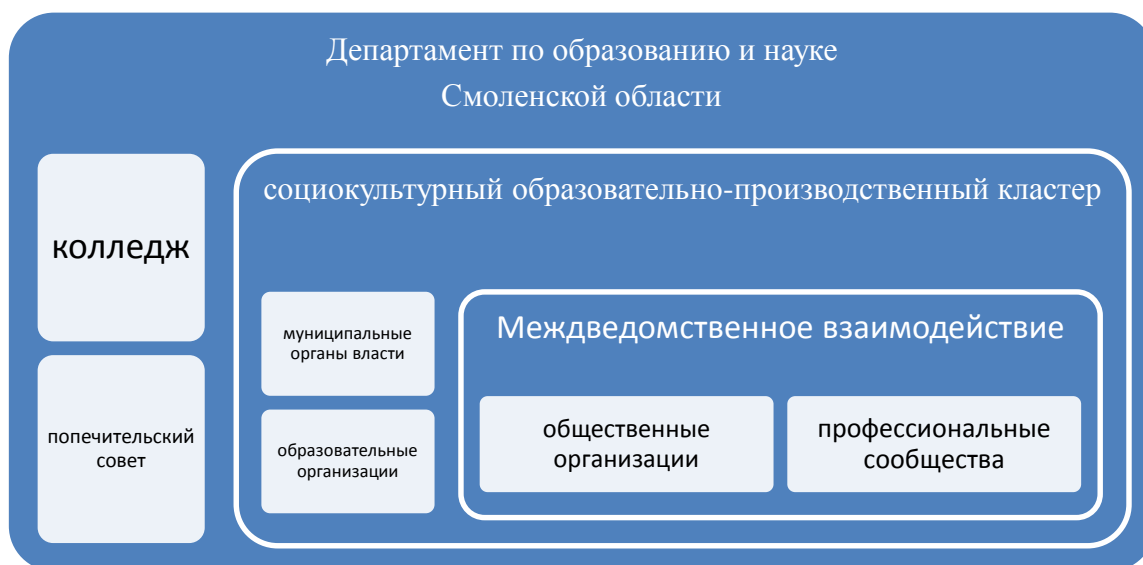 Департамент по образованию и науке
Смоленской области
колледж
попечительский
совет
социокультурный образовательно-производственный кластер
муниципальные
органы власти
образовательные
организации
Междведомственное взаимодействие
общественные
организации
профессиональные
сообщества